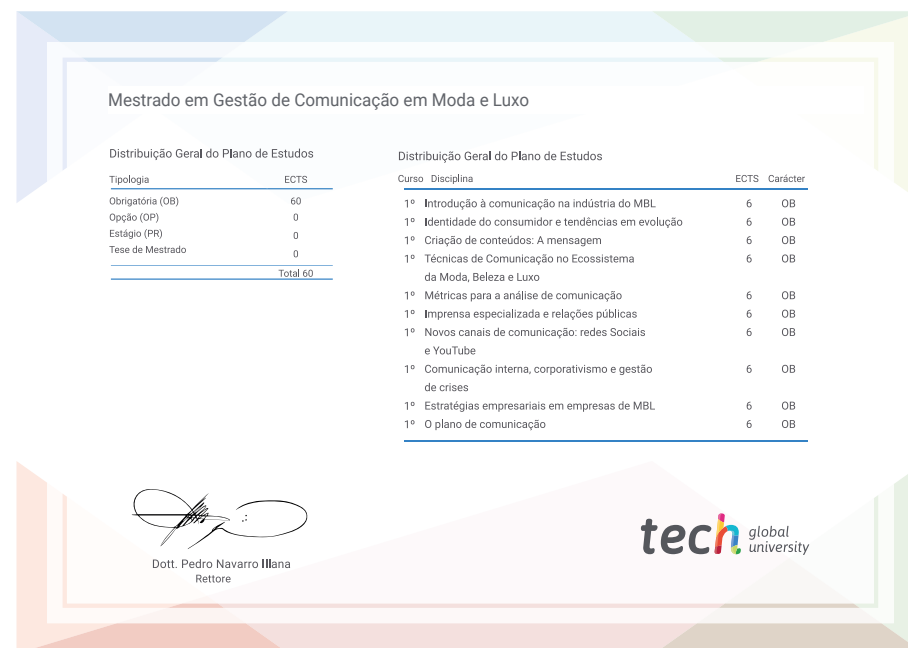 Mestrado em Gestão de Comunicação em Moda e Luxo
Distribuição Geral do Plano de Estudos
Tipologia ECTS
Obrigatória (OB) 60
Opção (OP) 0
Estágio (PR) 0
Tese de Mestrado 0
Total 60
Distribuição Geral do Plano de Estudos
Curso Disciplina ECTS Carácter
1º Introdução à comunicação na indústria do MBL 6 OB
1º Identidade do consumidor e tendências em evolução 6 OB
1º Criação de conteúdos: A mensagem 6 OB
1º Técnicas de Comunicação no Ecossistema 6 OB
da Moda, Beleza e Luxo
1º Métricas para a análise de comunicação 6 OB
1º Imprensa especializada e relações públicas 6 OB
1º Novos canais de comunicação: redes Sociais 6 OB
e YouTube
1º Comunicação interna, corporativismo e gestão 6 OB
de crises
1º Estratégias empresariais em empresas de MBL 6 OB
1º O plano de comunicação 6 OB
Dott. Pedro Navarro Illana
Rettore
tech global
university